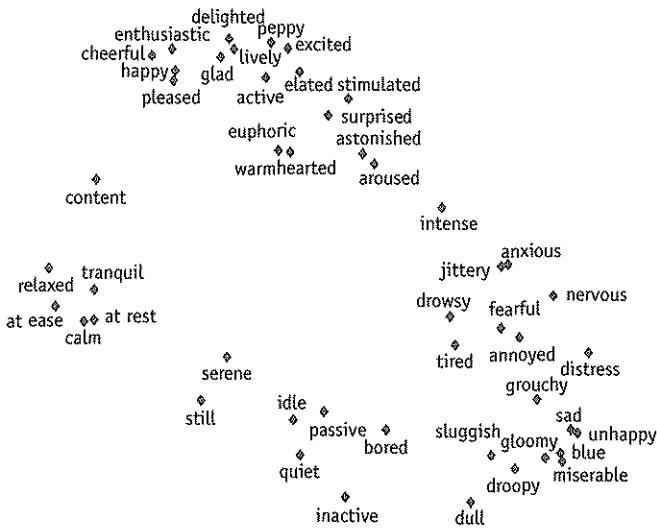 delighted
enthusiastic peppy
cheerful lively excited
happy glad elated stimulated
pleased active
surprised
euphoric astonished
warmhearted aroused
content
intense
anxious
jittery
relaxed tranquil
nervous
drowsy fearful
at ease at rest
calm
tired annoyed distress
serene
grouchy
idle sad
still passive bored sluggish gloomy unhappy
blue
quiet miserable
droopy
inactive dull